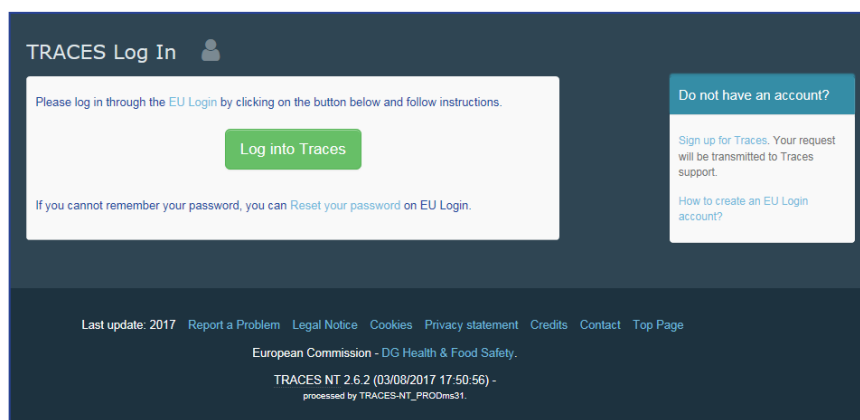 TRACES Log In
Please log in through the EU Login by clicking on the button below and follow instructions.
Log into Traces
If you cannot remember your password, you can Reset your password on EU Login.
Do not have an account?
Sign up for Traces. Your request
will be transmitted to Traces
support.
How to create an EU Login
account?
Last update: 2017 Report a Problem Legal Notice Cookies Privacy statement Credits Contact Top Page
European Commission - DG Health & Food Safety.
TRACES NT 2.6.2 (03/08/2017 17:50:56) -
processed by TRACES-NT_PRODms31.